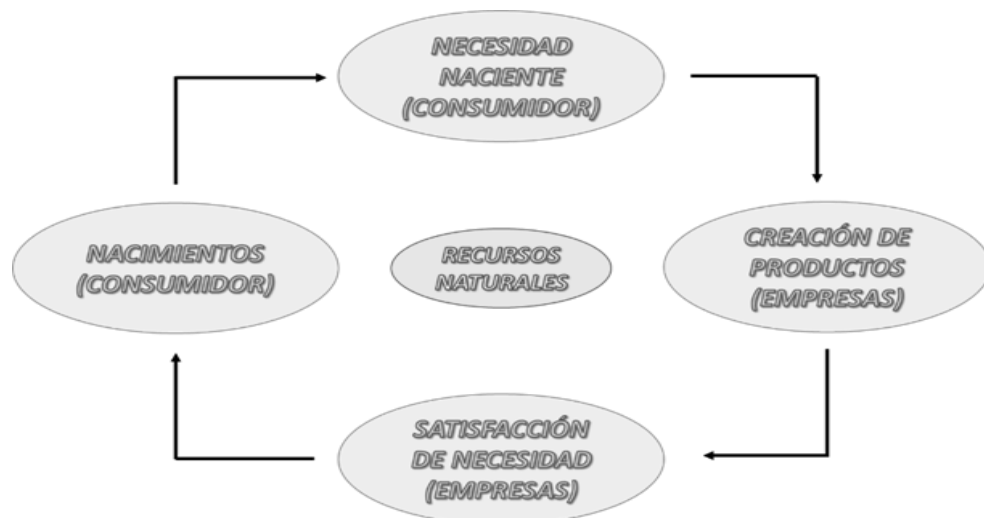 NECESIDAD
NACIENTE
(CONSUMIDOR)
NACIMIENTOS
(CONSUMIDOR)
RECURSOS
NATURALES
CREACIÓN DE
PRODUCTOS
(EMPRESAS)
SATISFACCIÓN
DE NECESIDAD
(EMPRESAS)